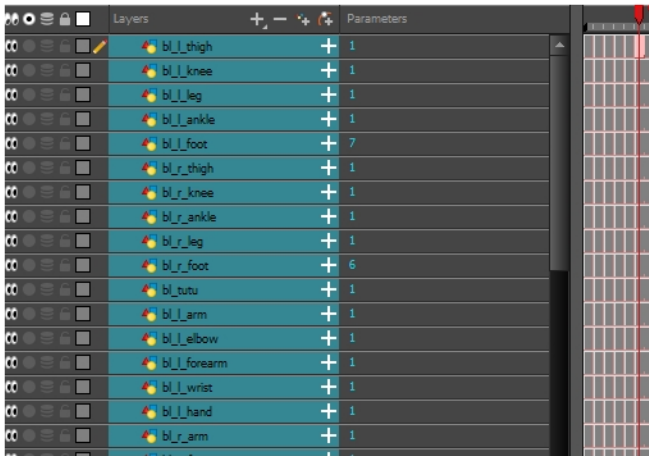 Layers Parameters
bl_l_thigh 1
bl_l_knee 1
bl_l_leg 1
bl_l_ankle 1
bl_l_foot 7
bl_r_thigh 1
bl_r_knee 1
bl_r_ankle 1
bl_r_leg 1
bl_r_foot 6
bl_tutu 1
bl_l_arm 1
bl_l_elbow 1
bl_l_forearm 1
bl_l_wrist 1
bl_l_hand 1
bl_r_arm 1